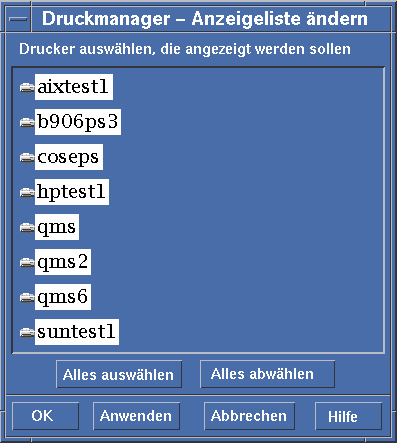 Druckmanager – Anzeigeliste ändern
Drucker auswählen, die angezeigt werden sollen
aixtest1
b906ps3
coseps
hptest1
qms
qms2
qms6
suntest1
Alles auswählen Alles abwählen
OK Anwenden Abbrechen Hilfe